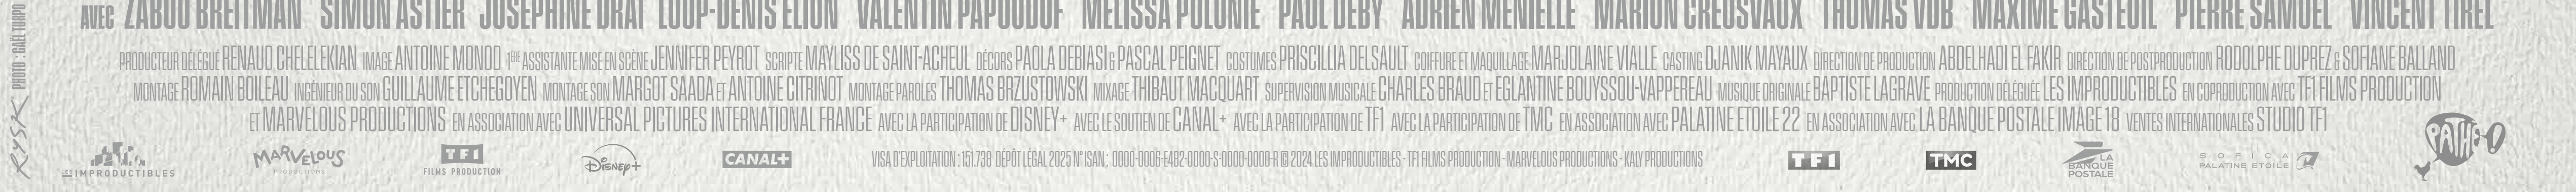 AVEC ZABOU BREITMAN SIMON ASTIER JOSÉPHINE DRAI LOUP-DENIS ELION VALENTIN PAPOUDOF MÉLISSA POLONIE PAUL DEBY ADRIEN MÉNIELLE MARION CREUSVAUX THOMAS VDB MAXIME GASTEUIL PIERRE SAMUEL VINCENT TIREL
PRODUCTEUR DÉLÉGUÉ RENAUD CHELELEKIAN IMAGE ANTOINE MONOD 1ÈRE ASSISTANTE MISE EN SCÈNE JENNIFER PEYROT SCRIPTE MAYLISS DE SAINT-ACHEUL DÉCORS PAOLA DEBIASI & PASCAL PEIGNET COSTUMES PRISCILLIA DELSAULT COIFFURE ET MAQUILLAGE MARJOLAINE VIALLE CASTING DJANIK MAYAUX DIRECTION DE PRODUCTION ABDELHADI EL FAKIR DIRECTION DE POSTPRODUCTION RODOLPHE DUPREZ & SOFIANE BALLAND
MONTAGE ROMAIN BOILEAU INGÉNIEUR DU SON GUILLAUME ETCHEGOYEN MONTAGE SON MARGOT SAADA ET ANTOINE CITRINOT MONTAGE PAROLES THOMAS BRZUSTOWSKI MIXAGE THIBAUT MACQUART SUPERVISION MUSICALE CHARLES BRAUD ET EGLANTINE BOUYSSOU-VAPPEREAU MUSIQUE ORIGINALE BAPTISTE LAGRAVE PRODUCTION DÉLÉGUÉE LES IMPRODUCTIBLES EN COPRODUCTION AVEC TF1 FILMS PRODUCTION
ET MARVELOUS PRODUCTIONS EN ASSOCIATION AVEC UNIVERSAL PICTURES INTERNATIONAL FRANCE AVEC LA PARTICIPATION DE DISNEY+ AVEC LE SOUTIEN DE CANAL+ AVEC LA PARTICIPATION DE TF1 AVEC LA PARTICIPATION DE TMC EN ASSOCIATION AVEC PALATINE ETOILE 22 EN ASSOCIATION AVEC LA BANQUE POSTALE IMAGE 18 VENTES INTERNATIONALES STUDIO TF1
LES IMPRODUCTIBLES
MARVELOUS
PRODUCTIONS
TF1
FILMS PRODUCTION
Disney+
CANAL+
VISA D'EXPLOITATION : 151.738 DÉPÔT LÉGAL 2025 N° ISAN : 0000-0006-E4B2-0000-S-0000-0000-R © 2024 LES IMPRODUCTIBLES - TF1 FILMS PRODUCTION - MARVELOUS PRODUCTIONS - KALY PRODUCTIONS
TF1
TMC
LA
BANQUE
POSTALE
SOFICA
PALATINE ETOILE
PATHÉ
RYSK PHOTO : GAËL TURPO